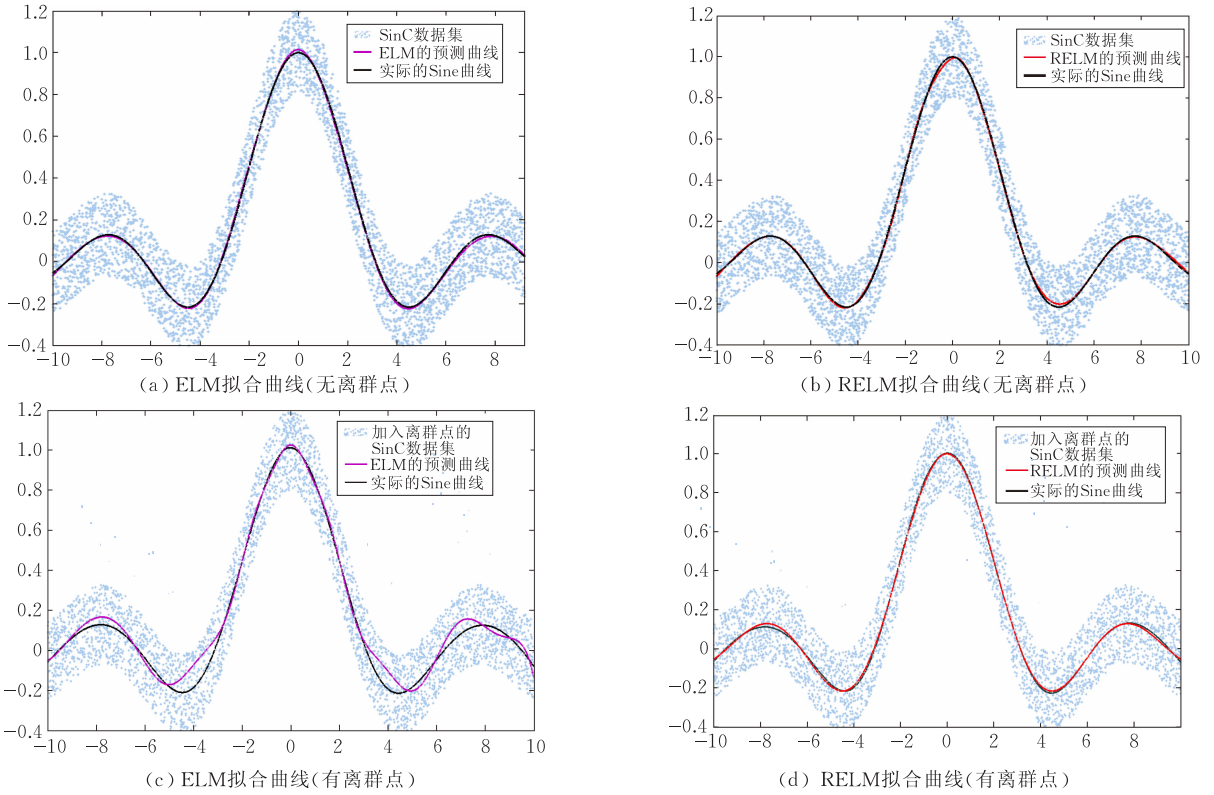 1.2
1.0
0.8
0.6
0.4
0.2
0
−0.2
−0.4
−10 −8 −6 −4 −2 0 2 4 6 8
SinC数据集
ELM的预测曲线
实际的Sine曲线
(a) ELM拟合曲线(无离群点)
1.2
1.0
0.8
0.6
0.4
0.2
0
−0.2
−0.4
−10 −8 −6 −4 −2 0 2 4 6 8 10
SinC数据集
RELM的预测曲线
实际的Sine曲线
(b) RELM拟合曲线(无离群点)
1.2
1.0
0.8
0.6
0.4
0.2
0
−0.2
−0.4
−10 −8 −6 −4 −2 0 2 4 6 8 10
加入离群点的
SinC数据集
ELM的预测曲线
实际的Sine曲线
(c) ELM拟合曲线(有离群点)
1.2
1.0
0.8
0.6
0.4
0.2
0
−0.2
−0.4
−10 −8 −6 −4 −2 0 2 4 6 8
加入离群点的
SinC数据集
RELM的预测曲线
实际的Sine曲线
(d) RELM拟合曲线(有离群点)